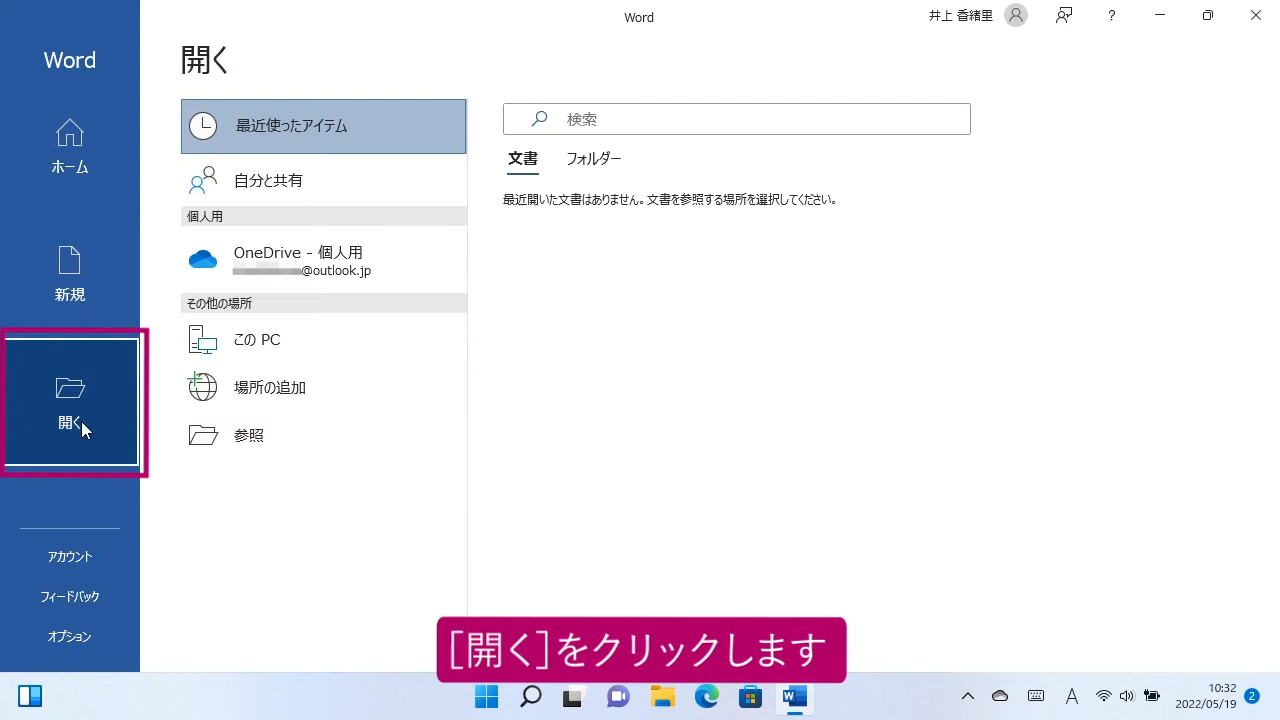 Word
井上 香緒里
?
Word
ホーム
新規
開く
アカウント
フィードバック
オプション
開く
最近使ったアイテム
自分と共有
個人用
OneDrive - 個人用
@outlook.jp
その他の場所
この PC
場所の追加
参照
検索
文書 フォルダー
最近開いた文書はありません。文書を参照する場所を選択してください。
[開く]をクリックします
A
10:32
2022/05/18
2